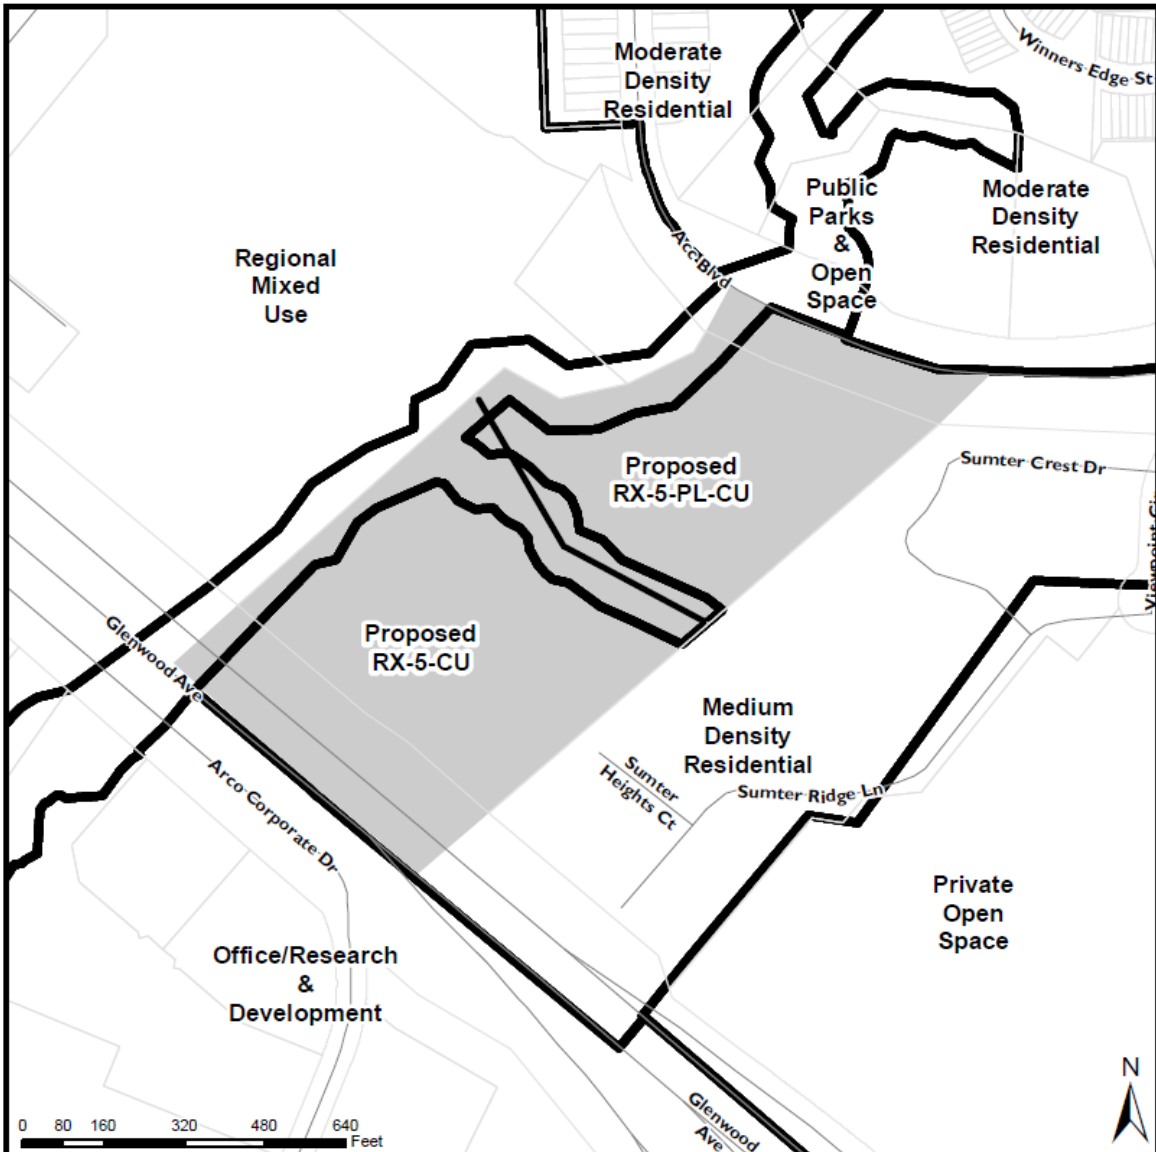 Winners Edge St
Moderate
Density
Residential
Public
Parks
&
Open
Space
Moderate
Density
Residential
Acc Blvd
Regional
Mixed
Use
Sumter Crest Dr
Proposed
RX-5-PL-CU
Glenwood Ave
Proposed
RX-5-CU
Medium
Density
Residential
Sumter
Heights Ct
Sumter Ridge Ln
Arco Corporate Dr
Private
Open
Space
Office/Research
&
Development
Glenwood
Ave
N
0 80 160 320 480 640
Feet